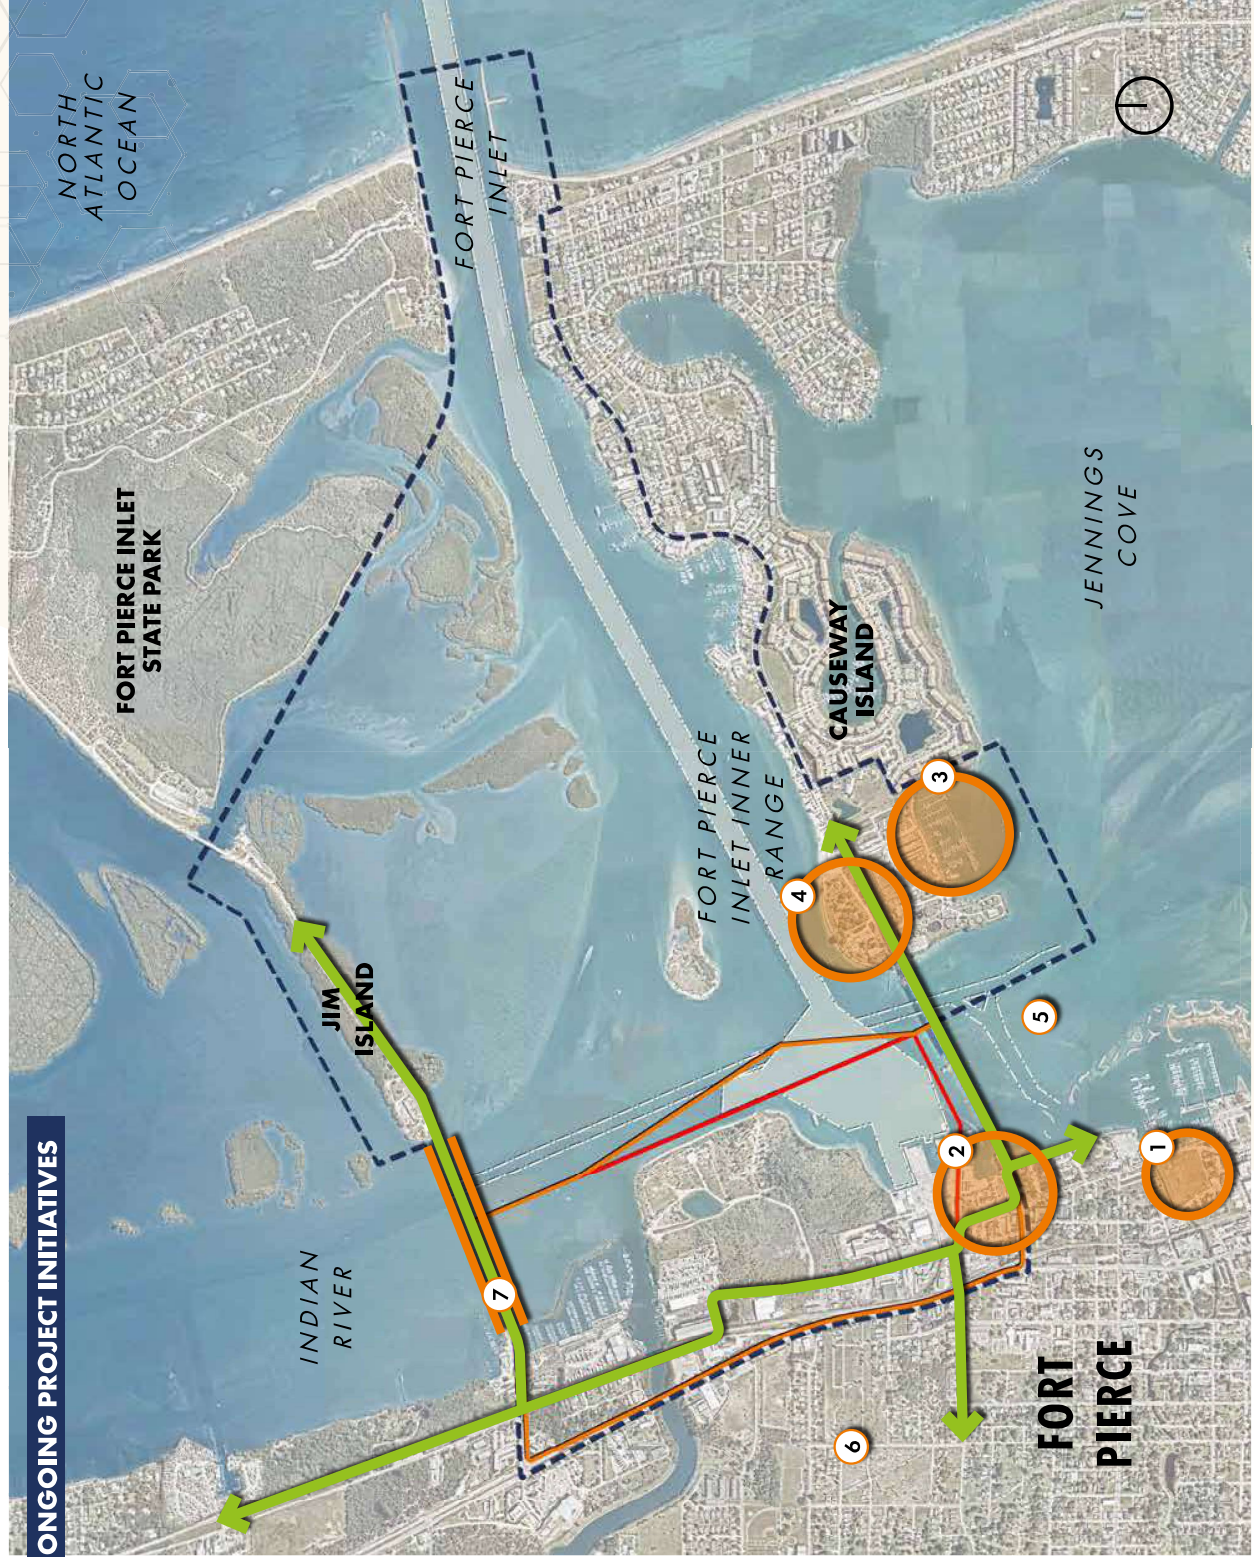 ONGOING PROJECT INITIATIVES
NORTH
ATLANTIC
OCEAN
FORT PIERCE INLET
STATE PARK
FORT PIERCE
INLET
JIM
ISLAND
INDIAN
RIVER
FORT PIERCE
INLET INNER
RANGE
CAUSEWAY
ISLAND
JENNINGS
COVE
FORT
PIERCE
7
4
3
5
2
1
6